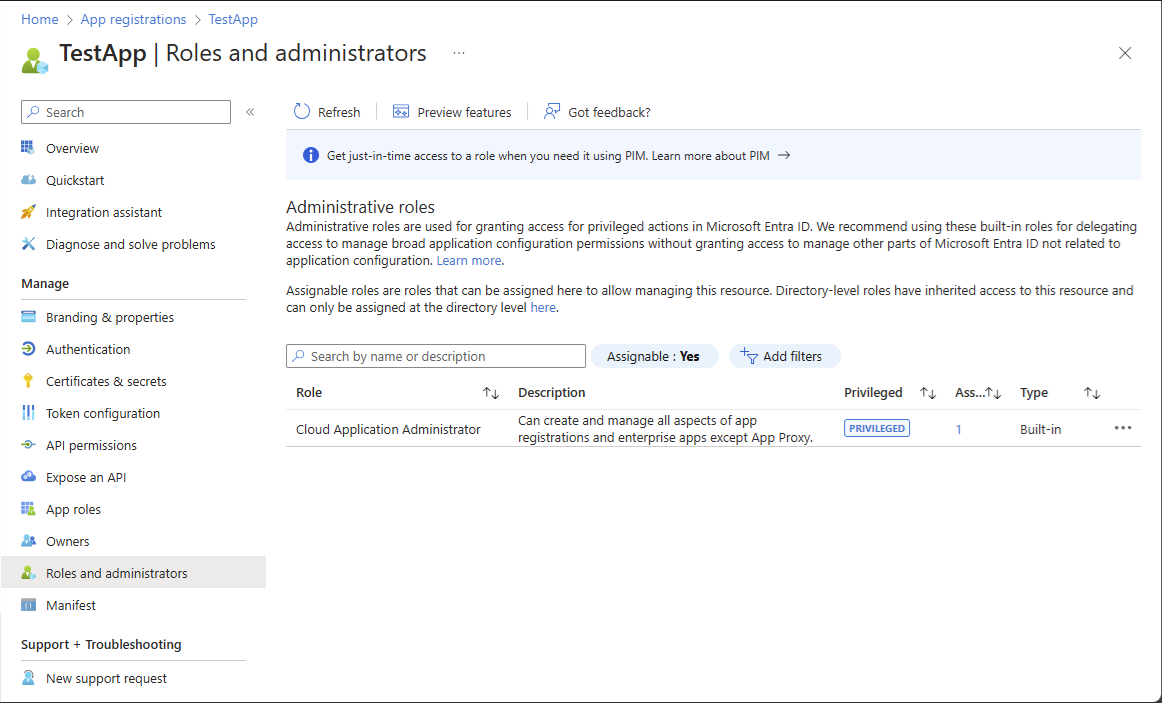 Home > App registrations > TestApp
TestApp | Roles and administrators ...
Search
«
Overview
Quickstart
Integration assistant
Diagnose and solve problems
Manage
Branding & properties
Authentication
Certificates & secrets
Token configuration
API permissions
Expose an API
App roles
Owners
Roles and administrators
Manifest
Support + Troubleshooting
New support request
Refresh
Preview features
Got feedback?
Get just-in-time access to a role when you need it using PIM. Learn more about PIM →
Administrative roles
Administrative roles are used for granting access for privileged actions in Microsoft Entra ID. We recommend using these built-in roles for delegating
access to manage broad application configuration permissions without granting access to manage other parts of Microsoft Entra ID not related to
application configuration. Learn more.
Assignable roles are roles that can be assigned here to allow managing this resource. Directory-level roles have inherited access to this resource and
can only be assigned at the directory level here.
Search by name or description
Assignable : Yes
Add filters
Role ↑↓ Description Privileged ↑↓ Ass...↑↓ Type ↑↓
Cloud Application Administrator
Can create and manage all aspects of app
registrations and enterprise apps except App Proxy.
PRIVILEGED
1
Built-in
...